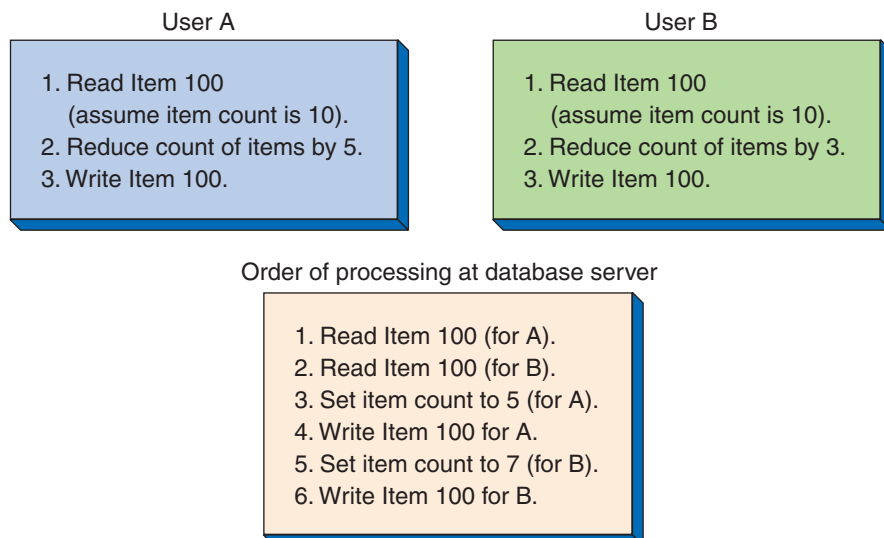 User A
1. Read Item 100
(assume item count is 10).
2. Reduce count of items by 5.
3. Write Item 100.
User B
1. Read Item 100
(assume item count is 10).
2. Reduce count of items by 3.
3. Write Item 100.
Order of processing at database server
1. Read Item 100 (for A).
2. Read Item 100 (for B).
3. Set item count to 5 (for A).
4. Write Item 100 for A.
5. Set item count to 7 (for B).
6. Write Item 100 for B.